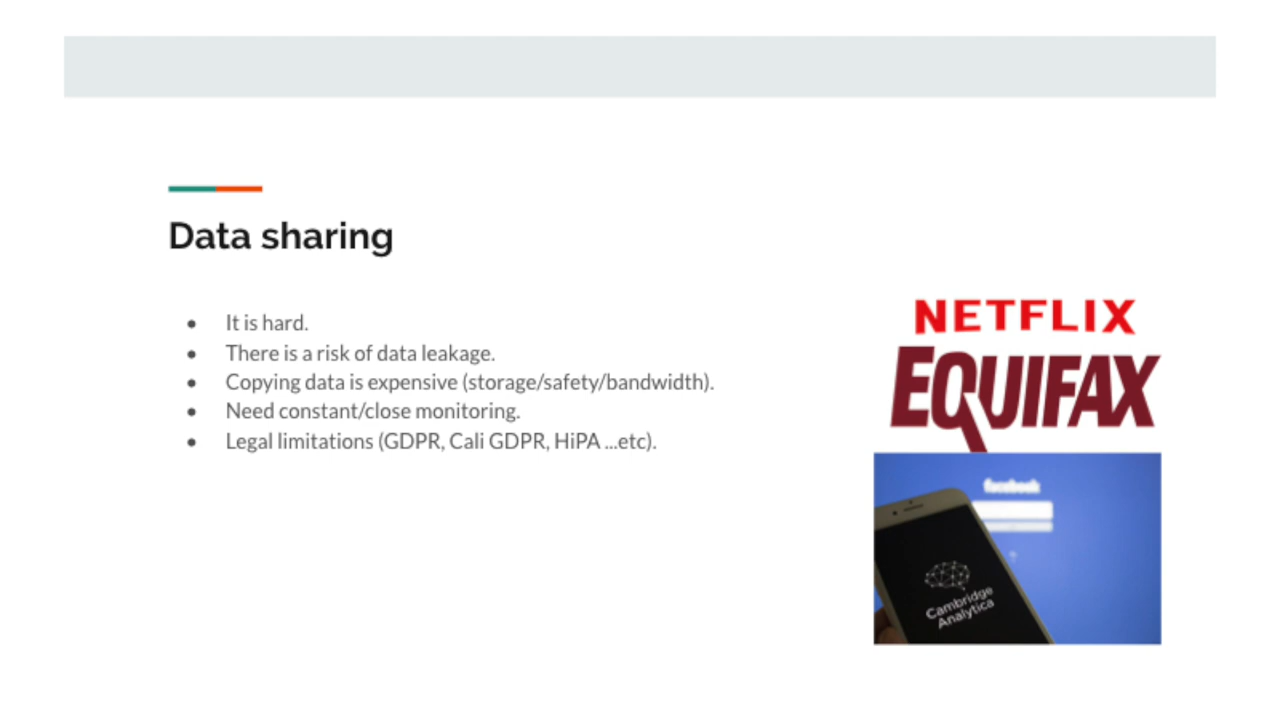 Data sharing
● It is hard.
● There is a risk of data leakage.
● Copying data is expensive (storage/safety/bandwidth).
● Need constant/close monitoring.
● Legal limitations (GDPR, Cali GDPR, HiPA ...etc).
NETFLIX
EQUIFAX
facebook
Cambridge
Analytica